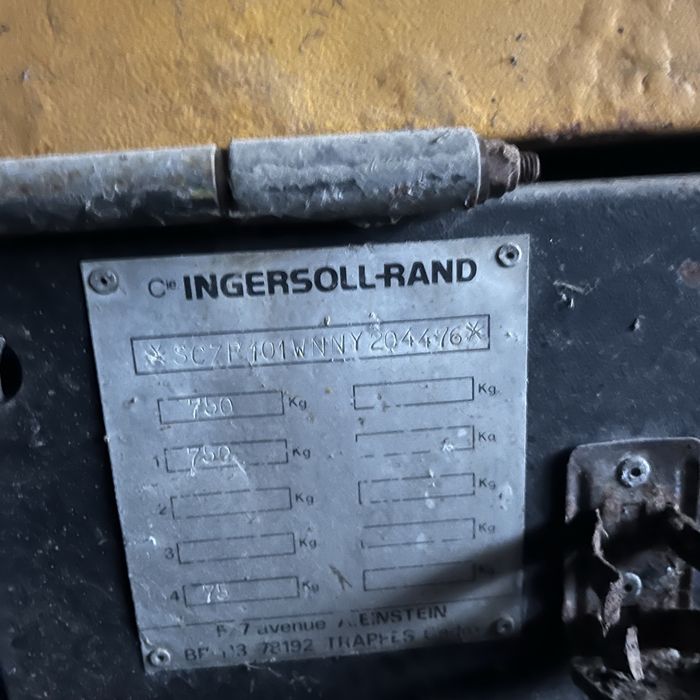 Cie INGERSOLL-RAND
*SCZP101WNNY204476*
750 Kg Kg
1 750 Kg Kg
2 Kg Kg
3 Kg Kg
4 75 Kg Kg
avenue A. EINSTEIN
78192 TRAPPES